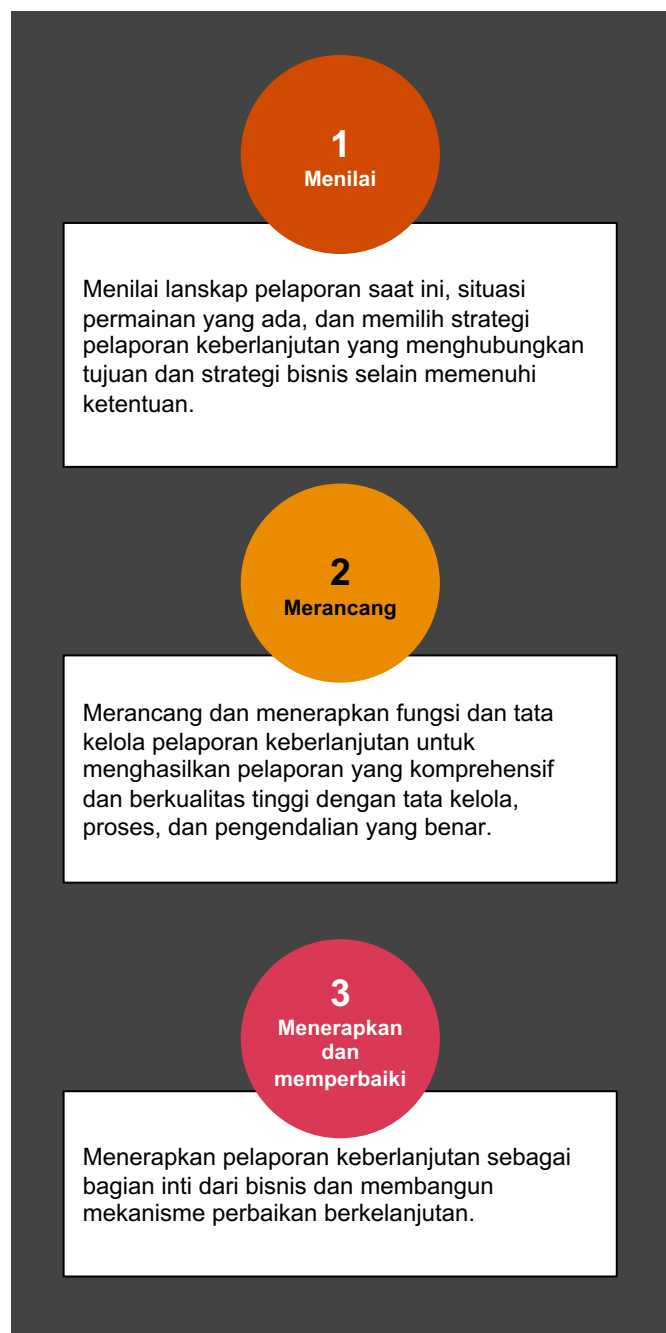 1
Menilai
Menilai lanskap pelaporan saat ini, situasi
permainan yang ada, dan memilih strategi
pelaporan keberlanjutan yang menghubungkan
tujuan dan strategi bisnis selain memenuhi
ketentuan.
2
Merancang
Merancang dan menerapkan fungsi dan tata
kelola pelaporan keberlanjutan untuk
menghasilkan pelaporan yang komprehensif
dan berkualitas tinggi dengan tata kelola,
proses, dan pengendalian yang benar.
3
Menerapkan
dan
memperbaiki
Menerapkan pelaporan keberlanjutan sebagai
bagian inti dari bisnis dan membangun
mekanisme perbaikan berkelanjutan.